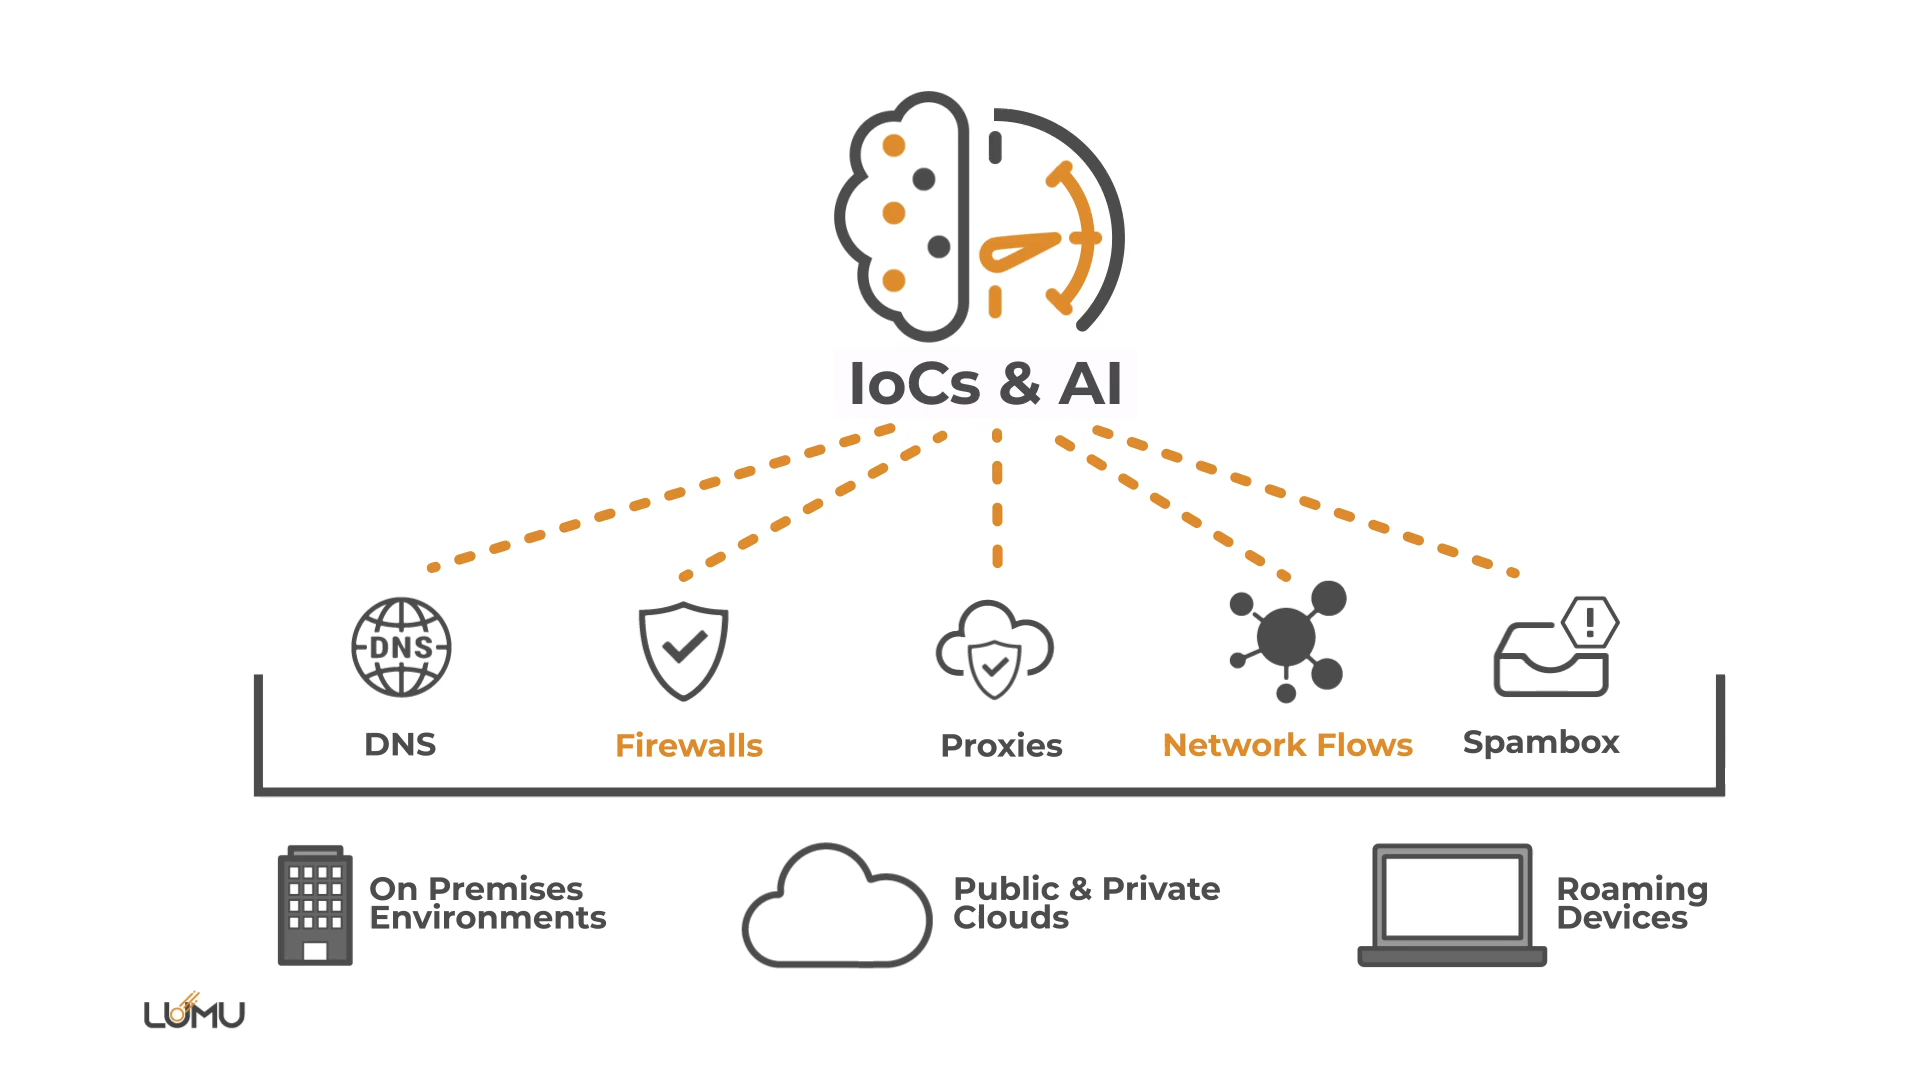 IoCs & AI
DNS
DNS
Firewalls
Proxies
Network Flows
Spambox
On Premises
Environments
Public & Private
Clouds
Roaming
Devices
LUMU